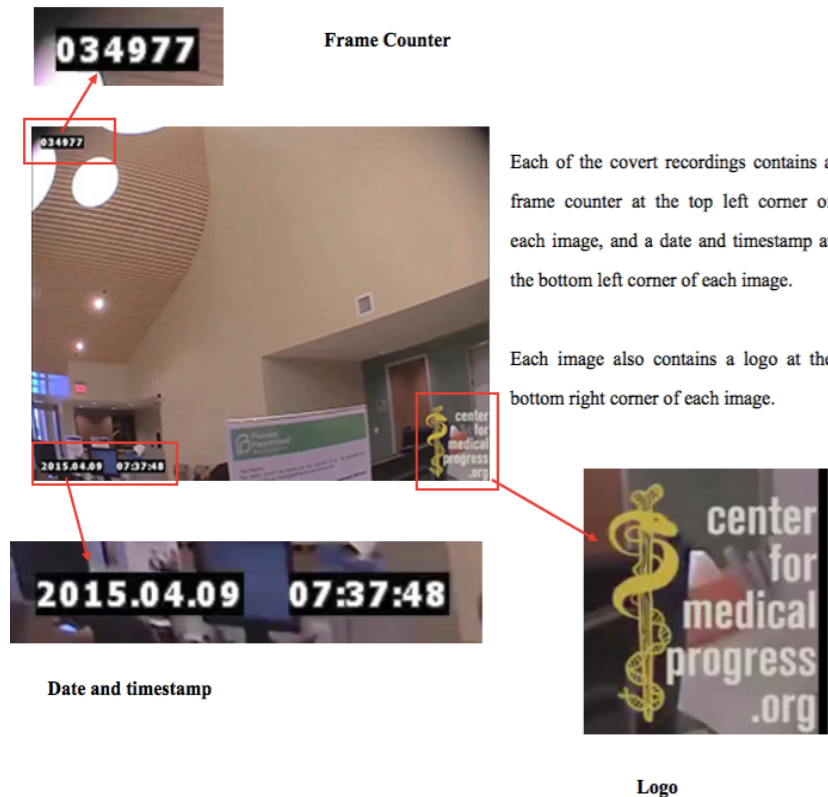 034977
Frame Counter
034977
Each of the covert recordings contains a
frame counter at the top left corner of
each image, and a date and timestamp at
the bottom left corner of each image.
Each image also contains a logo at the
bottom right corner of each image.
Planned
Parenthood
center
for
medical
progress
.org
2015.04.09 07:37:48
2015.04.09 07:37:48
Date and timestamp
center
for
medical
progress
.org
Logo